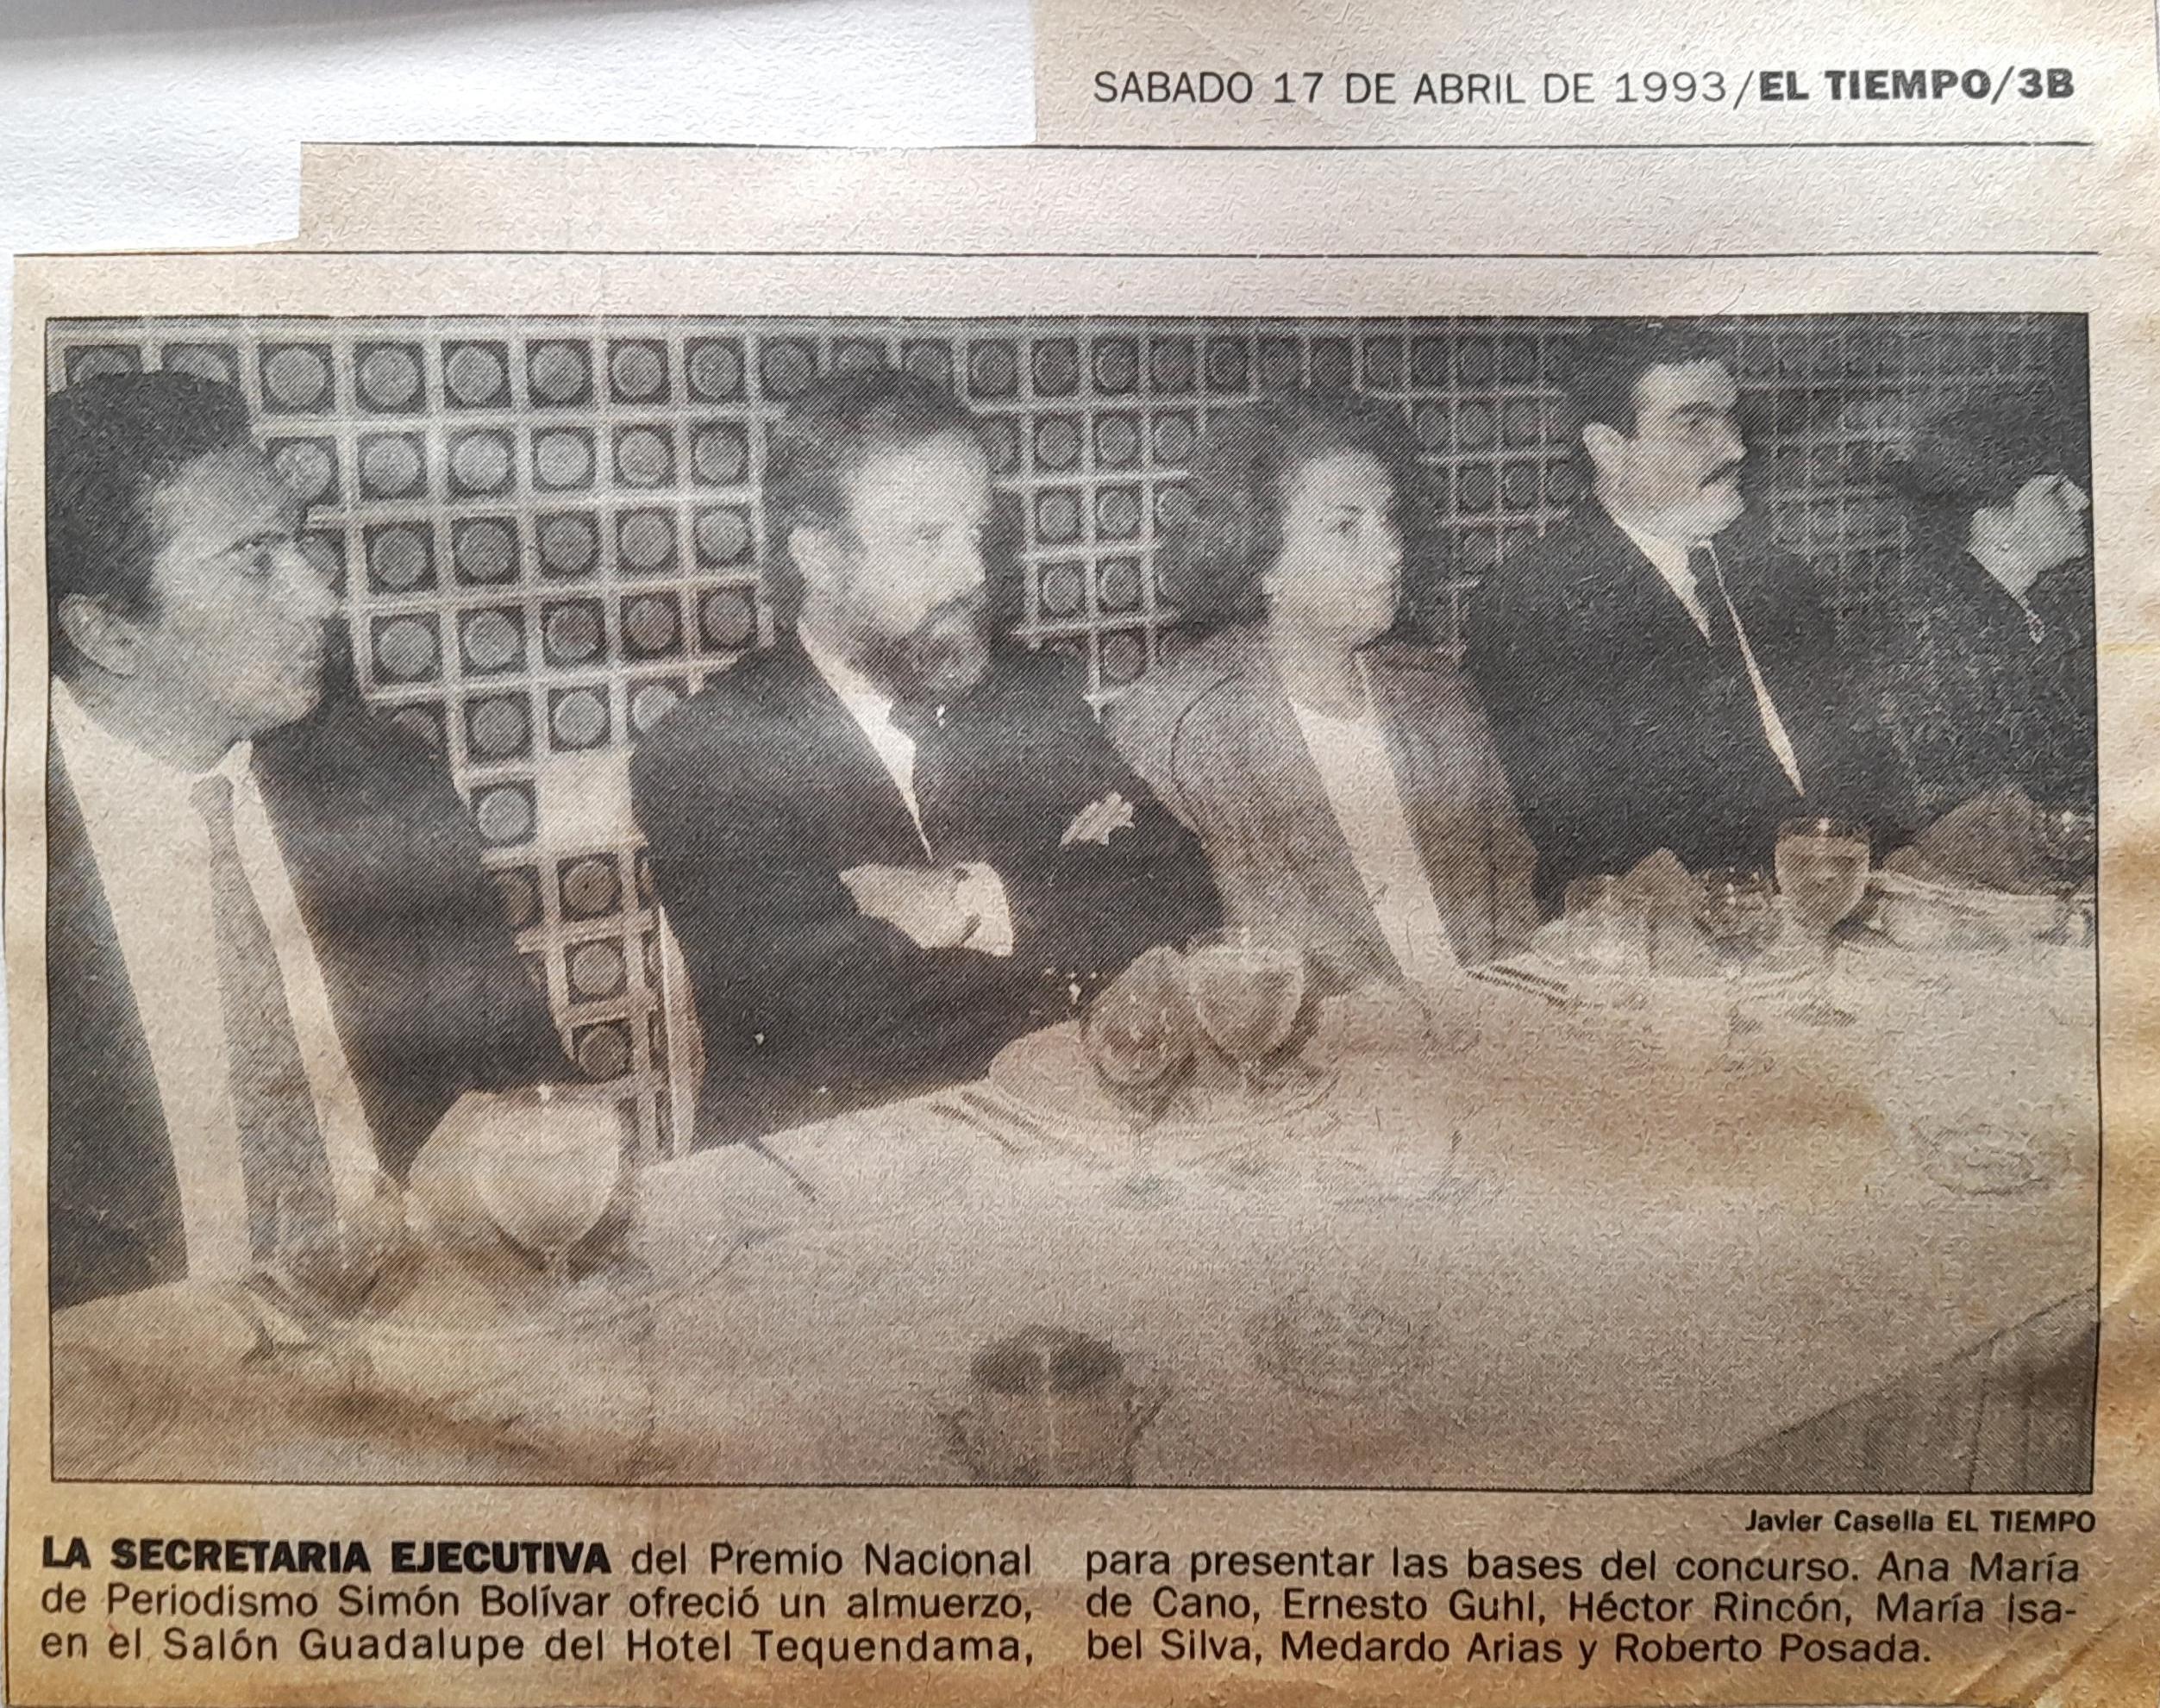 SABADO 17 DE ABRIL DE 1993/EL TIEMPO/3B
Javier Casella EL TIEMPO
LA SECRETARIA EJECUTIVA del Premio Nacional
de Periodismo Simón Bolívar ofreció un almuerzo,
en el Salón Guadalupe del Hotel Tequendama,
para presentar las bases del concurso. Ana María
de Cano, Ernesto Guhl, Héctor Rincón, María Isa-
bel Silva, Medardo Arias y Roberto Posada.